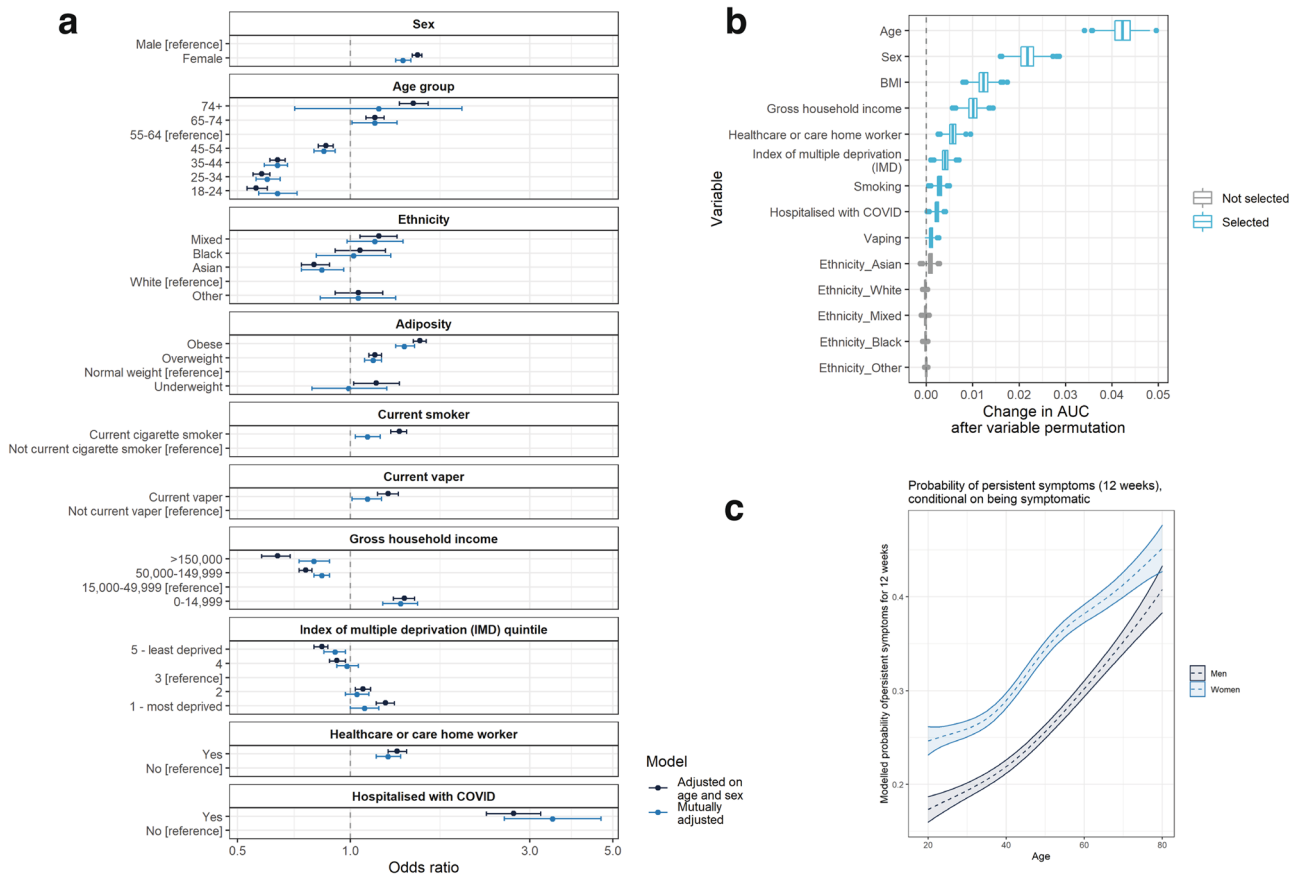 a
Sex
Male [reference]
Female
Age group
74+
65-74
55-64 [reference]
45-54
35-44
25-34
18-24
Ethnicity
Mixed
Black
Asian
White [reference]
Other
Adiposity
Obese
Overweight
Normal weight [reference]
Underweight
Current smoker
Current cigarette smoker
Not current cigarette smoker [reference]
Current vaper
Current vaper
Not current vaper [reference]
Gross household income
>150,000
50,000-149,999
15,000-49,999 [reference]
0-14,999
Index of multiple deprivation (IMD) quintile
5 - least deprived
4
3 [reference]
2
1 - most deprived
Healthcare or care home worker
Yes
No [reference]
Hospitalised with COVID
Yes
No [reference]
0.5 1.0 3.0 5.0
Odds ratio
Model
Adjusted on
age and sex
Mutually
adjusted
b
Variable
Age
Sex
BMI
Gross household income
Healthcare or care home worker
Index of multiple deprivation
(IMD)
Smoking
Hospitalised with COVID
Vaping
Ethnicity_Asian
Ethnicity_White
Ethnicity_Mixed
Ethnicity_Black
Ethnicity_Other
0.00 0.01 0.02 0.03 0.04 0.05
Change in AUC
after variable permutation
Not selected
Selected
c
Probability of persistent symptoms (12 weeks),
conditional on being symptomatic
Modelled probability ofpersistent symptoms for 12 weeks
0.4
0.3
0.2
20 40 60 80
Age
Men
Women